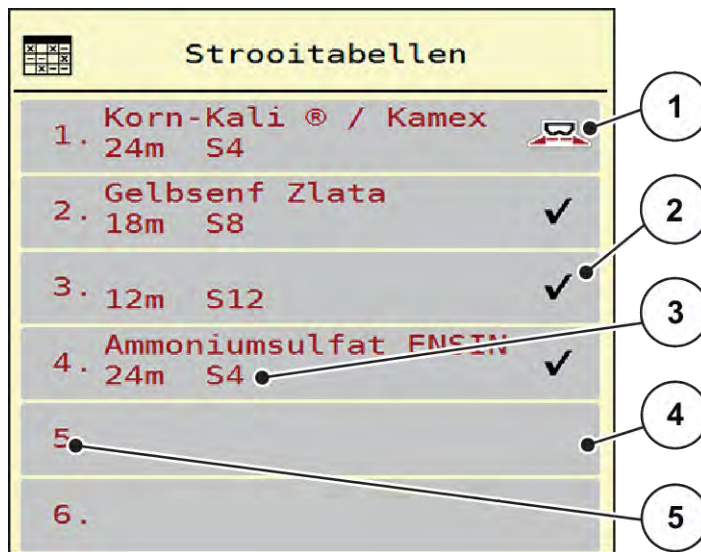 Strooitabellen
1. Korn-Kali ® / Kamex
24m S4
2. Gelbsenf Zlata
18m S8
3.
12m S12
4. Ammoniumsulfat ENSIN
24m S4
5.
6.
1
2
3
4
5